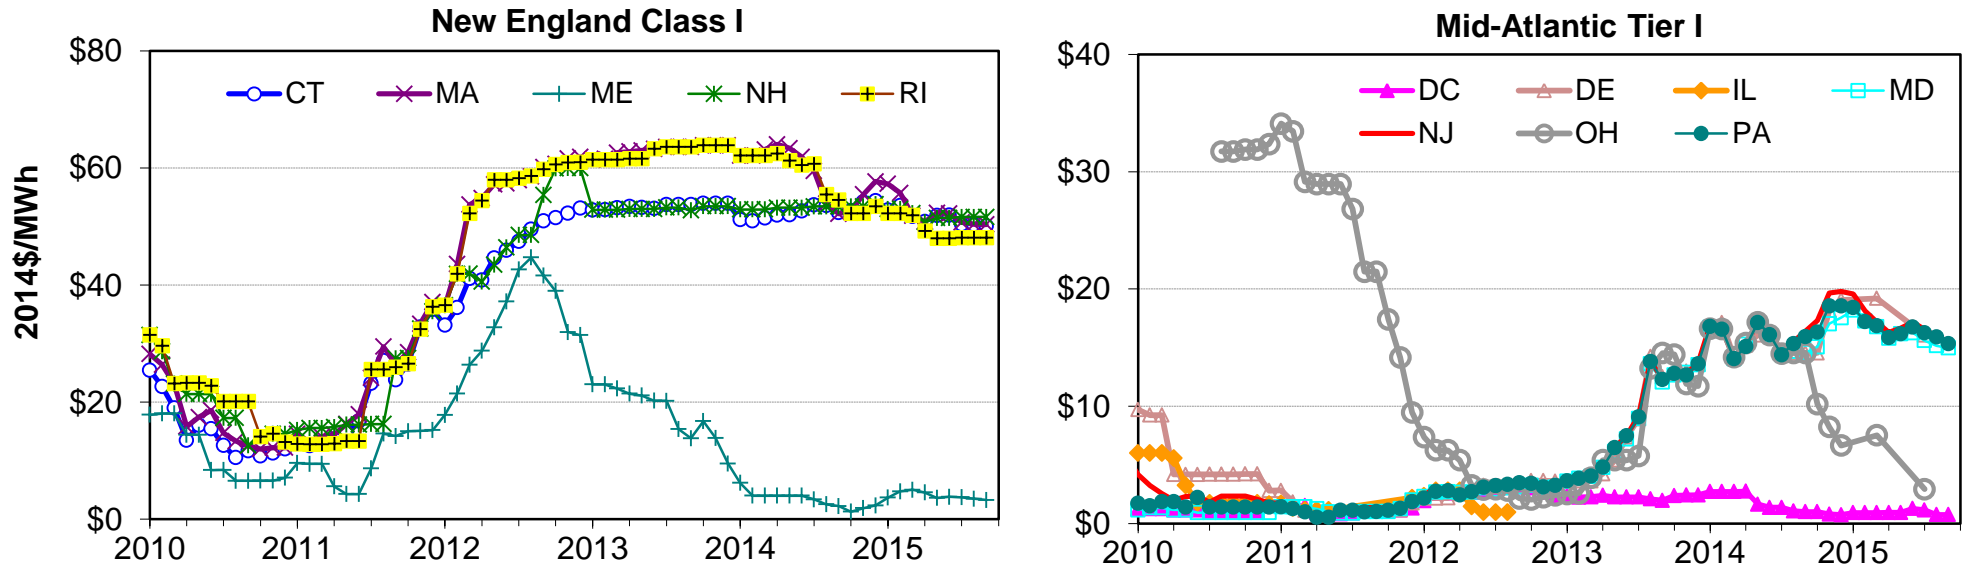 New England Class I
$80
$60
$40
$20
$0
2014$/MWh
CT MA ME NH RI
2010 2011 2012 2013 2014 2015
Mid-Atlantic Tier I
$40
$30
$20
$10
$0
DC DE IL MD
NJ OH PA
2010 2011 2012 2013 2014 2015